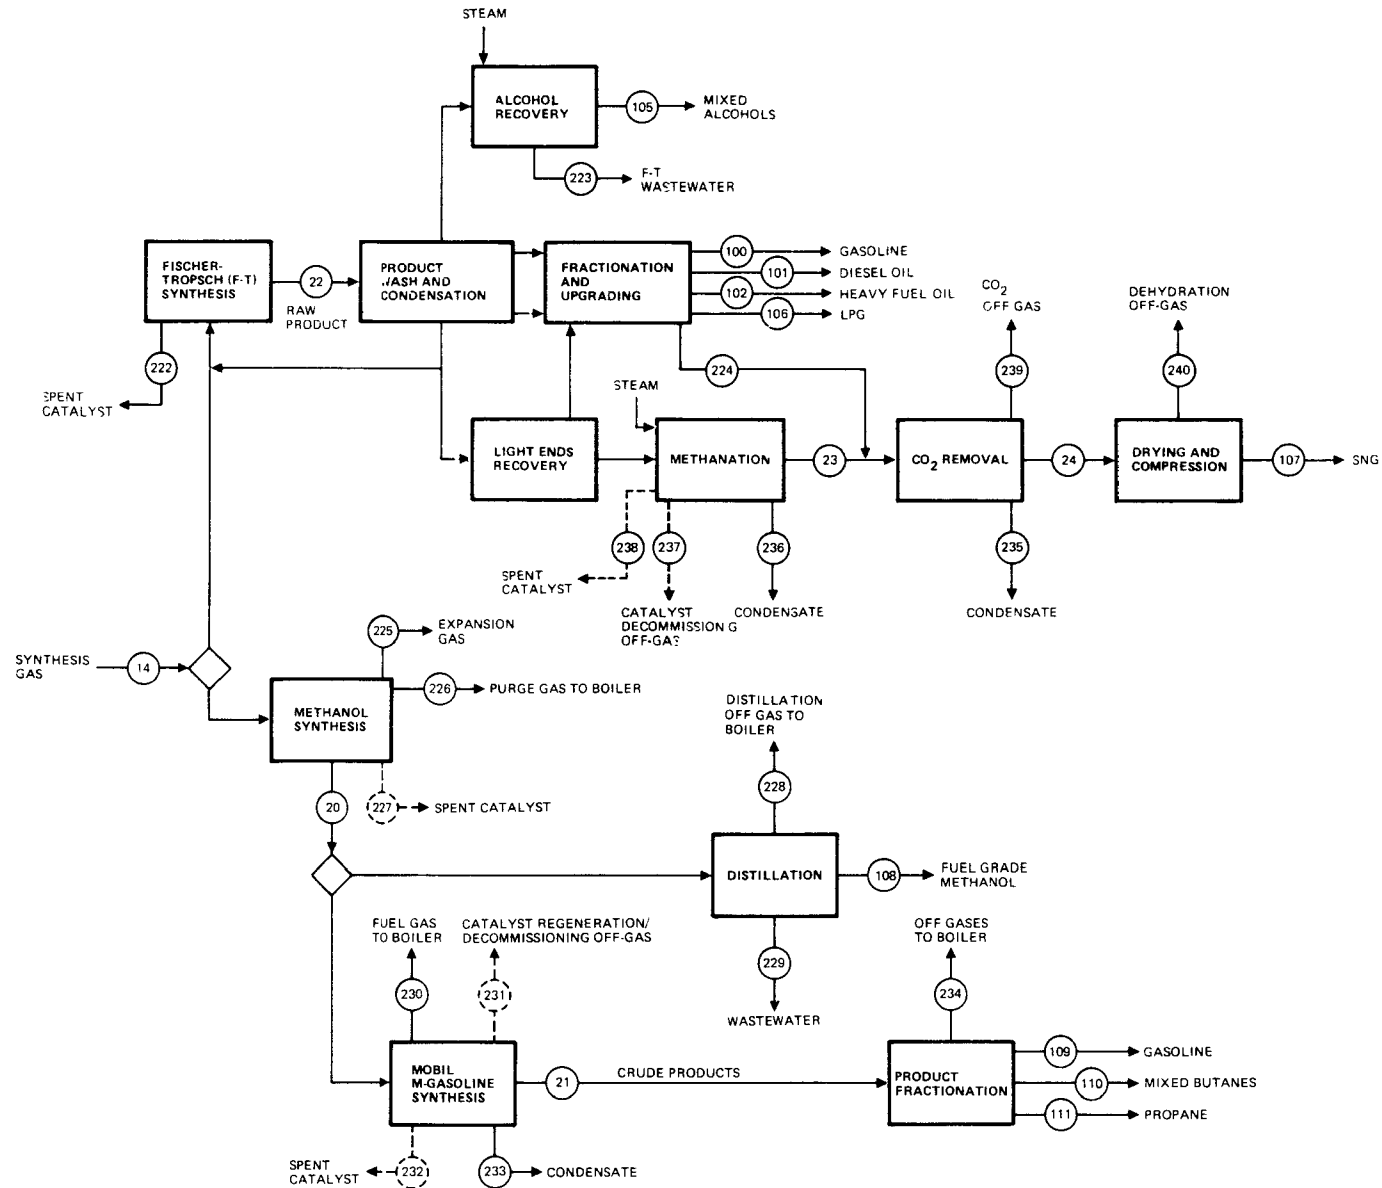 STEAM
ALCOHOL
RECOVERY
105
MIXED
ALCOHOLS
223
F-T
WASTEWATER
FISCHER-
TROPSCH (F-T)
SYNTHESIS
22
RAW
PRODUCT
PRODUCT
WASH AND
CONDENSATION
FRACTIONATION
AND
UPGRADING
100
GASOLINE
101
DIESEL OIL
102
HEAVY FUEL OIL
106
LPG
222
SPENT
CATALYST
224
STEAM
CO2
OFF GAS
239
DEHYDRATION
OFF-GAS
240
LIGHT ENDS
RECOVERY
METHANATION
23
CO2 REMOVAL
24
DRYING AND
COMPRESSION
107
SNG
238
237
236
235
SPENT
CATALYST
CATALYST
DECOMMISSING
OFF-GAS
CONDENSATE
CONDENSATE
SYNTHESIS
GAS
14
225
EXPANSION
GAS
226
PURGE GAS TO BOILER
METHANOL
SYNTHESIS
20
227
SPENT CATALYST
DISTILLATION
OFF GAS TO
BOILER
228
DISTILLATION
108
FUEL GRADE
METHANOL
229
WASTEWATER
FUEL GAS
TO BOILER
CATALYST REGENERATION/
DECOMMISSIONING OFF-GAS
230
231
OFF GASES
TO BOILER
234
MOBIL
M-GASOLINE
SYNTHESIS
21
CRUDE PRODUCTS
PRODUCT
FRACTIONATION
109
GASOLINE
110
MIXED BUTANES
111
PROPANE
SPENT
CATALYST
232
233
CONDENSATE